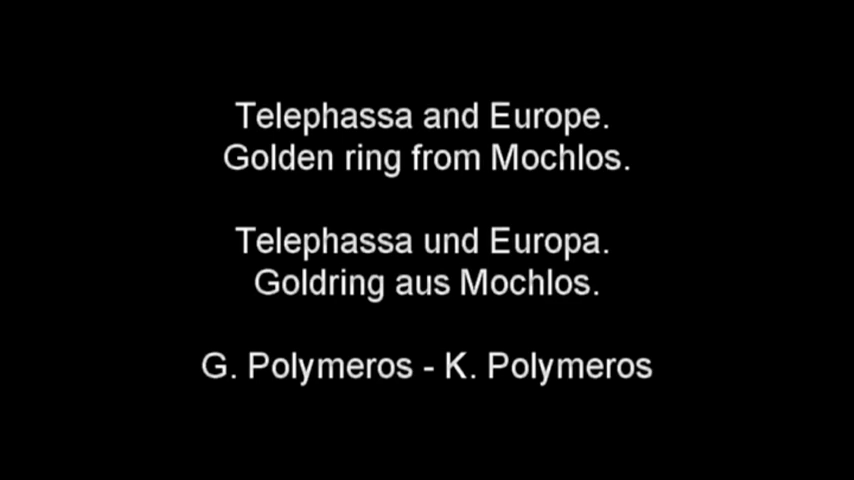 Telephassa and Europe.
Golden ring from Mochlos.
Telephassa und Europa.
Goldring aus Mochlos.
G. Polymeros - K. Polymeros